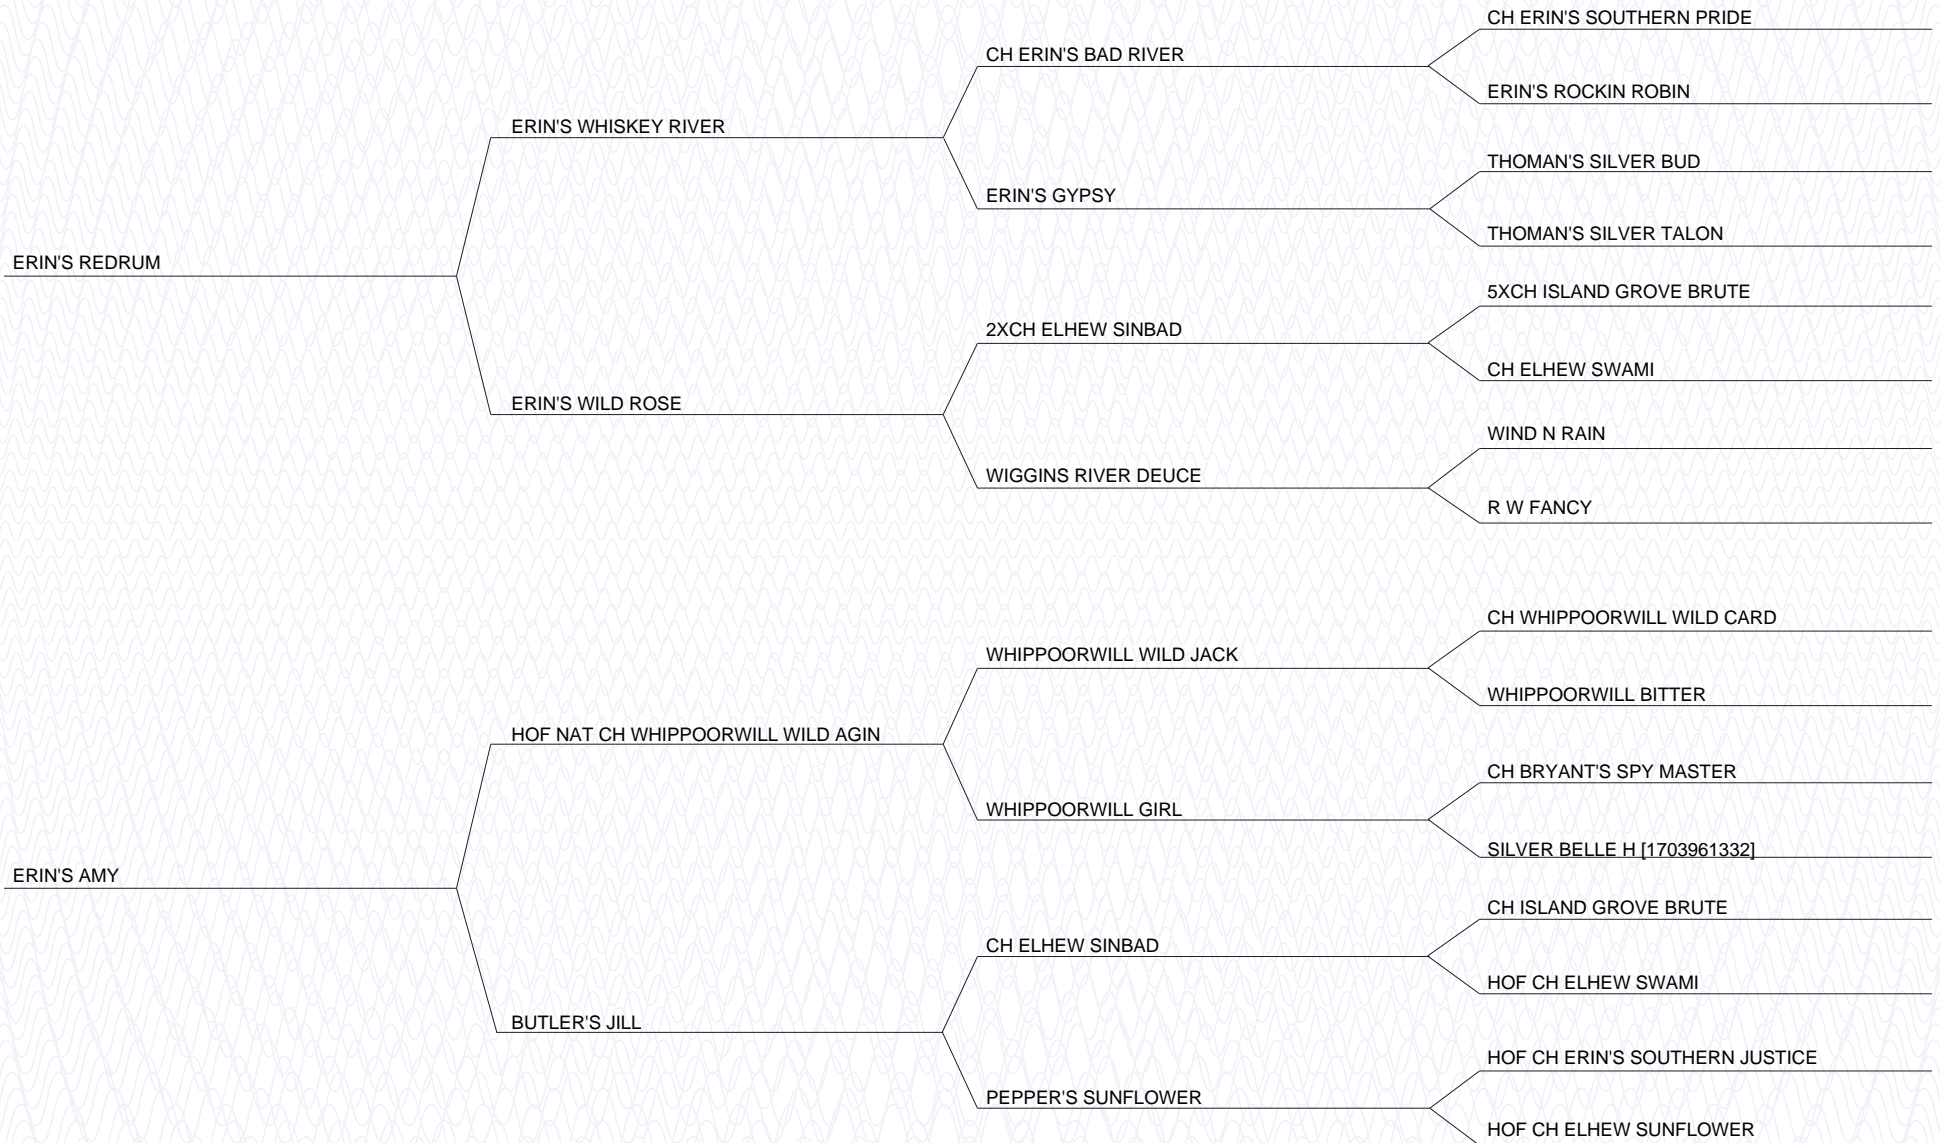 CH ERIN'S SOUTHERN PRIDE
CH ERIN'S BAD RIVER
ERIN'S ROCKIN ROBIN
ERIN'S WHISKEY RIVER
THOMAN'S SILVER BUD
ERIN'S GYPSY
THOMAN'S SILVER TALON
ERIN'S REDRUM
5XCH ISLAND GROVE BRUTE
2XCH ELHEW SINBAD
CH ELHEW SWAMI
ERIN'S WILD ROSE
WIND N RAIN
WIGGINS RIVER DEUCE
R W FANCY
CH WHIPPOORWILL WILD CARD
WHIPPOORWILL WILD JACK
WHIPPOORWILL BITTER
HOF NAT CH WHIPPOORWILL WILD AGIN
CH BRYANT'S SPY MASTER
WHIPPOORWILL GIRL
SILVER BELLE H [1703961332]
ERIN'S AMY
CH ISLAND GROVE BRUTE
CH ELHEW SINBAD
HOF CH ELHEW SWAMI
BUTLER'S JILL
HOF CH ERIN'S SOUTHERN JUSTICE
PEPPER'S SUNFLOWER
HOF CH ELHEW SUNFLOWER